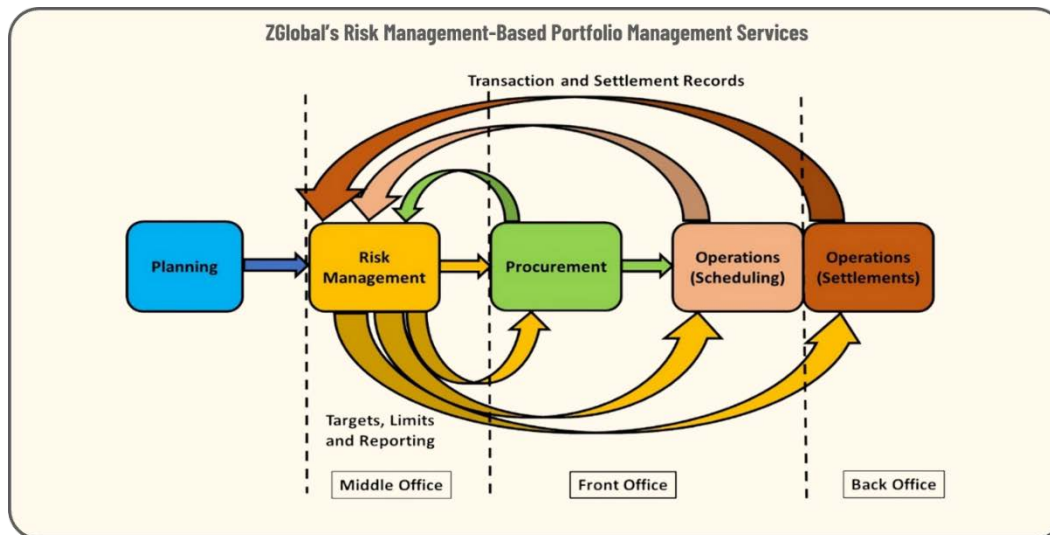 ZGlobal's Risk Management-Based Portfolio Management Services
Transaction and Settlement Records
Planning
Risk
Management
Procurement
Operations
(Scheduling)
Operations
(Settlements)
Targets, Limits
and Reporting
Middle Office
Front Office
Back Office